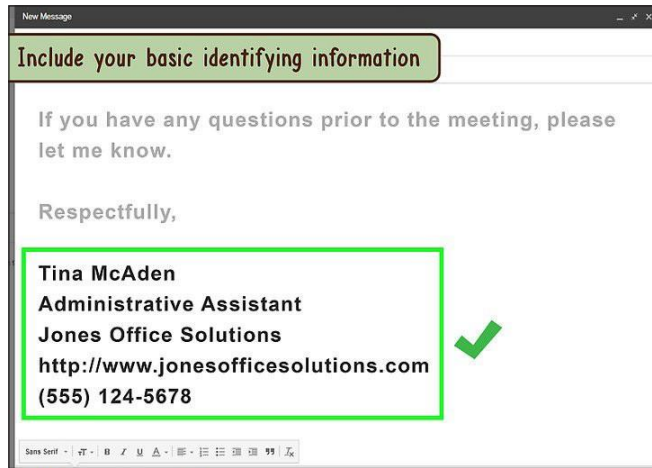 New Message
Include your basic identifying information
If you have any questions prior to the meeting, please
let me know.
Respectfully,
Tina McAden
Administrative Assistant
Jones Office Solutions
http://www.jonesofficesolutions.com
(555) 124-5678
Sans Serif